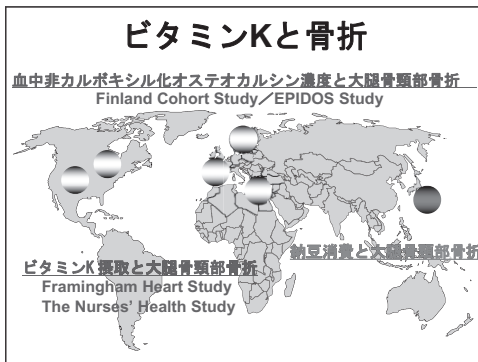 ビタミンKと骨折
血中非カルボキシル化オステオカルシン濃度と大腿骨頸部骨折
Finland Cohort Study／EPIDOS Study
納豆消費と大腿骨頸部骨折
ビタミンK 摂取と大腿骨頸部骨折
Framingham Heart Study
The Nurses' Health Study